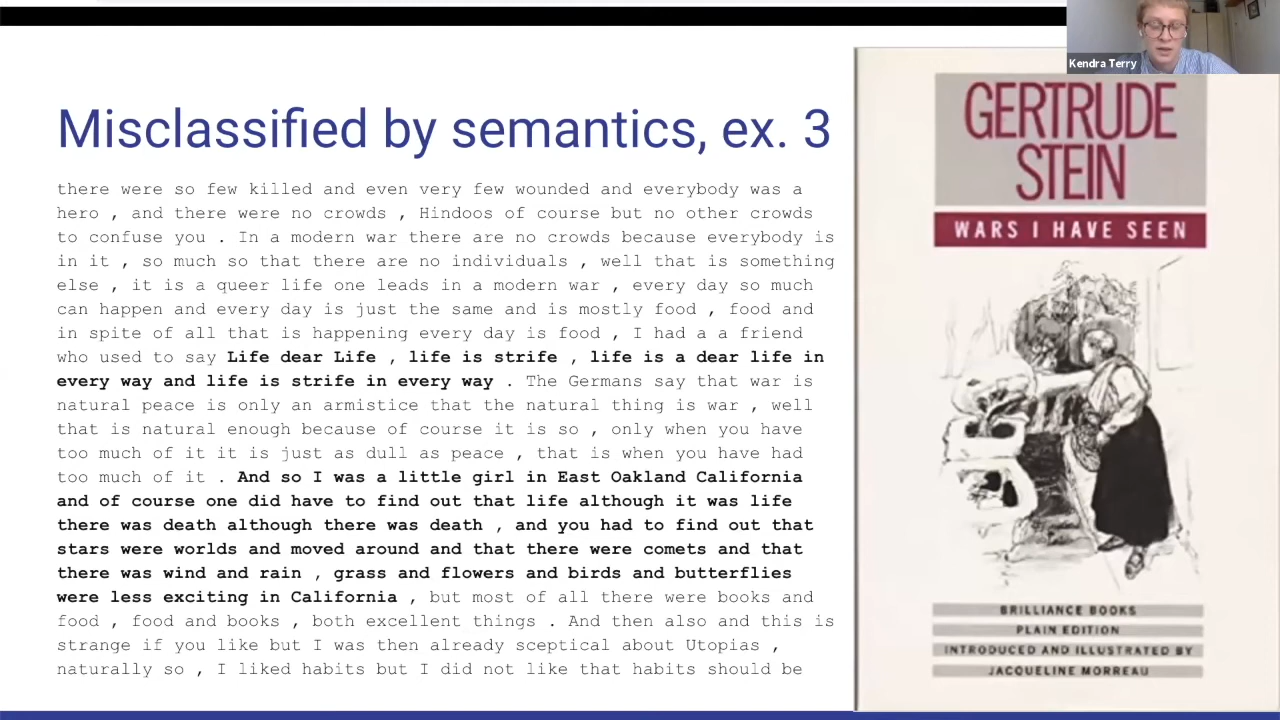 Kendra Terry
Misclassified by semantics, ex. 3
there were so few killed and even very few wounded and everybody was a
hero , and there were no crowds , Hindoos of course but no other crowds
to confuse you . In a modern war there are no crowds because everybody is
in it , so much so that there are no individuals , well that is something
else , it is a queer life one leads in a modern war , every day so much
can happen and every day is just the same and is mostly food , food and
in spite of all that is happening every day is food , I had a a friend
who used to say Life dear Life , life is strife , life is a dear life in
every way and life is strife in every way . The Germans say that war is
natural peace is only an armistice that the natural thing is war , well
that is natural enough because of course it is so , only when you have
too much of it it is just as dull as peace , that is when you have had
too much of it . And so I was a little girl in East Oakland California
and of course one did have to find out that life although it was life
there was death although there was death , and you had to find out that
stars were worlds and moved around and that there were comets and that
there was wind and rain , grass and flowers and birds and butterflies
were less exciting in California , but most of all there were books and
food , food and books , both excellent things . And then also and this is
strange if you like but I was then already sceptical about Utopias ,
naturally so , I liked habits but I did not like that habits should be
GERTRUDE
STEIN
WARS I HAVE SEEN
BRILLIANCE BOOKS
PLAIN EDITION
INTRODUCED AND ILLUSTRATED BY
JACQUELINE MORREAU